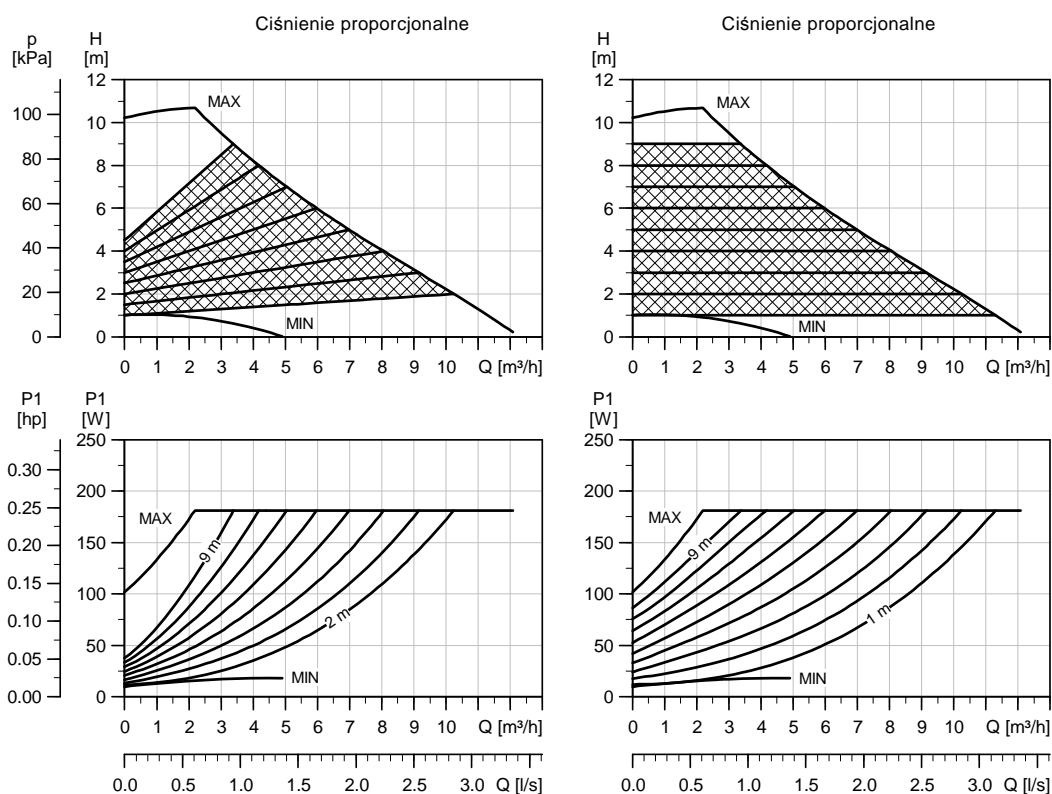 Ciśnienie proporcjonalne
Ciśnienie proporcjonalne
p
[kPa]
H
[m]
H
[m]
12
10
8
6
4
2
0
100
80
60
40
20
0
MAX
MIN
0 1 2 3 4 5 6 7 8 9 10 Q [m³/h]
12
10
8
6
4
2
0
MAX
MIN
0 1 2 3 4 5 6 7 8 9 10 Q [m³/h]
P1
[hp]
P1
[W]
0.30
0.25
0.20
0.15
0.10
0.05
0.00
250
200
150
100
50
0
MAX
9 m
2 m
MIN
0 1 2 3 4 5 6 7 8 9 10 Q [m³/h]
0.0 0.5 1.0 1.5 2.0 2.5 3.0 Q [l/s]
P1
[W]
250
200
150
100
50
0
MAX
9 m
1 m
MIN
0 1 2 3 4 5 6 7 8 9 10 Q [m³/h]
0.0 0.5 1.0 1.5 2.0 2.5 3.0 Q [l/s]